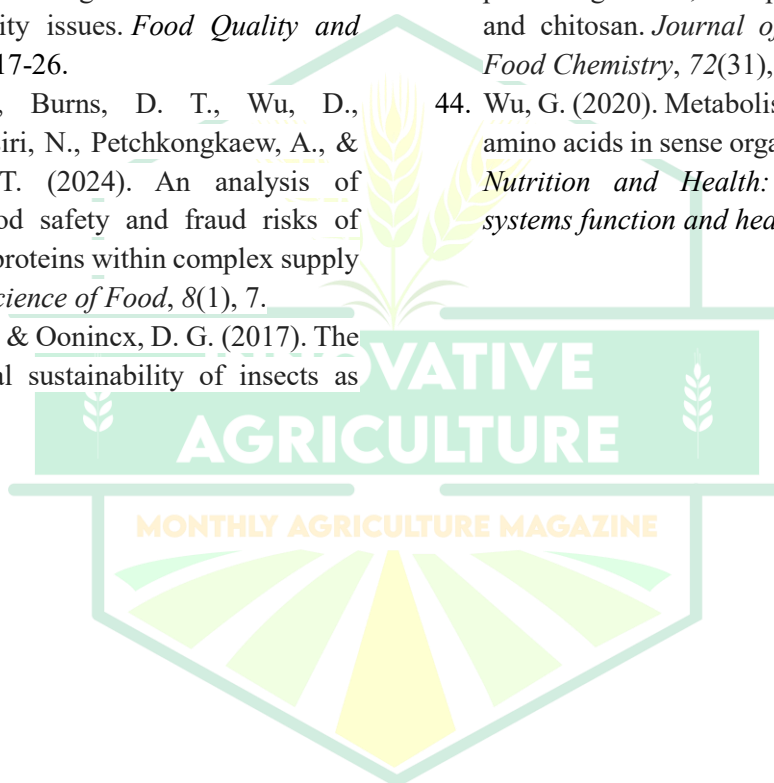 ity issues. Food Quality and
17-26.
, Burns, D. T., Wu, D.,
iri, N., Petchkongkaew, A., &
T. (2024). An analysis of
od safety and fraud risks of
proteins within complex supply
cience of Food, 8(1), 7.
& Oonincx, D. G. (2017). The
al sustainability of insects as
and chitosan. Journal of
Food Chemistry, 72(31),
44. Wu, G. (2020). Metabolis
amino acids in sense orga
Nutrition and Health:
systems function and hea
INNOVATIVE
AGRICULTURE
MONTHLY AGRICULTURE MAGAZINE